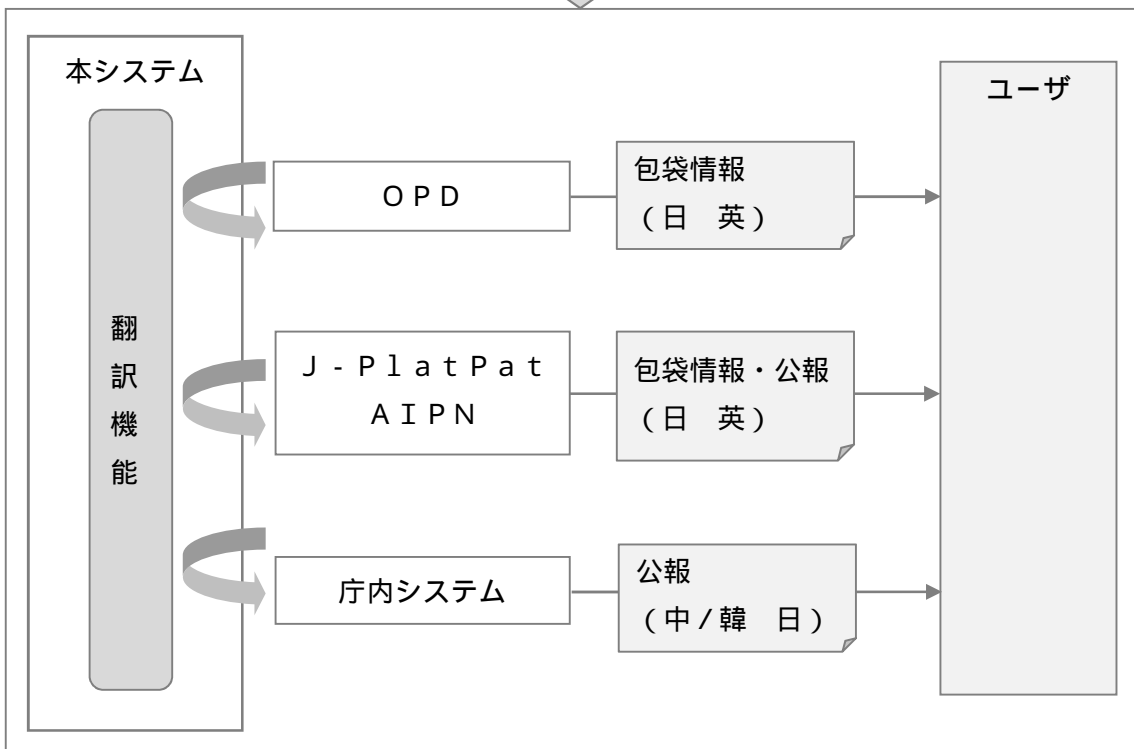 本システム
翻訳機能
ＯＰＤ
包袋情報
（日　英）
Ｊ‐ＰｌａｔＰａｔ
ＡＩＰＮ
包袋情報・公報
（日　英）
庁内システム
公報
（中／韓　日）
ユーザ